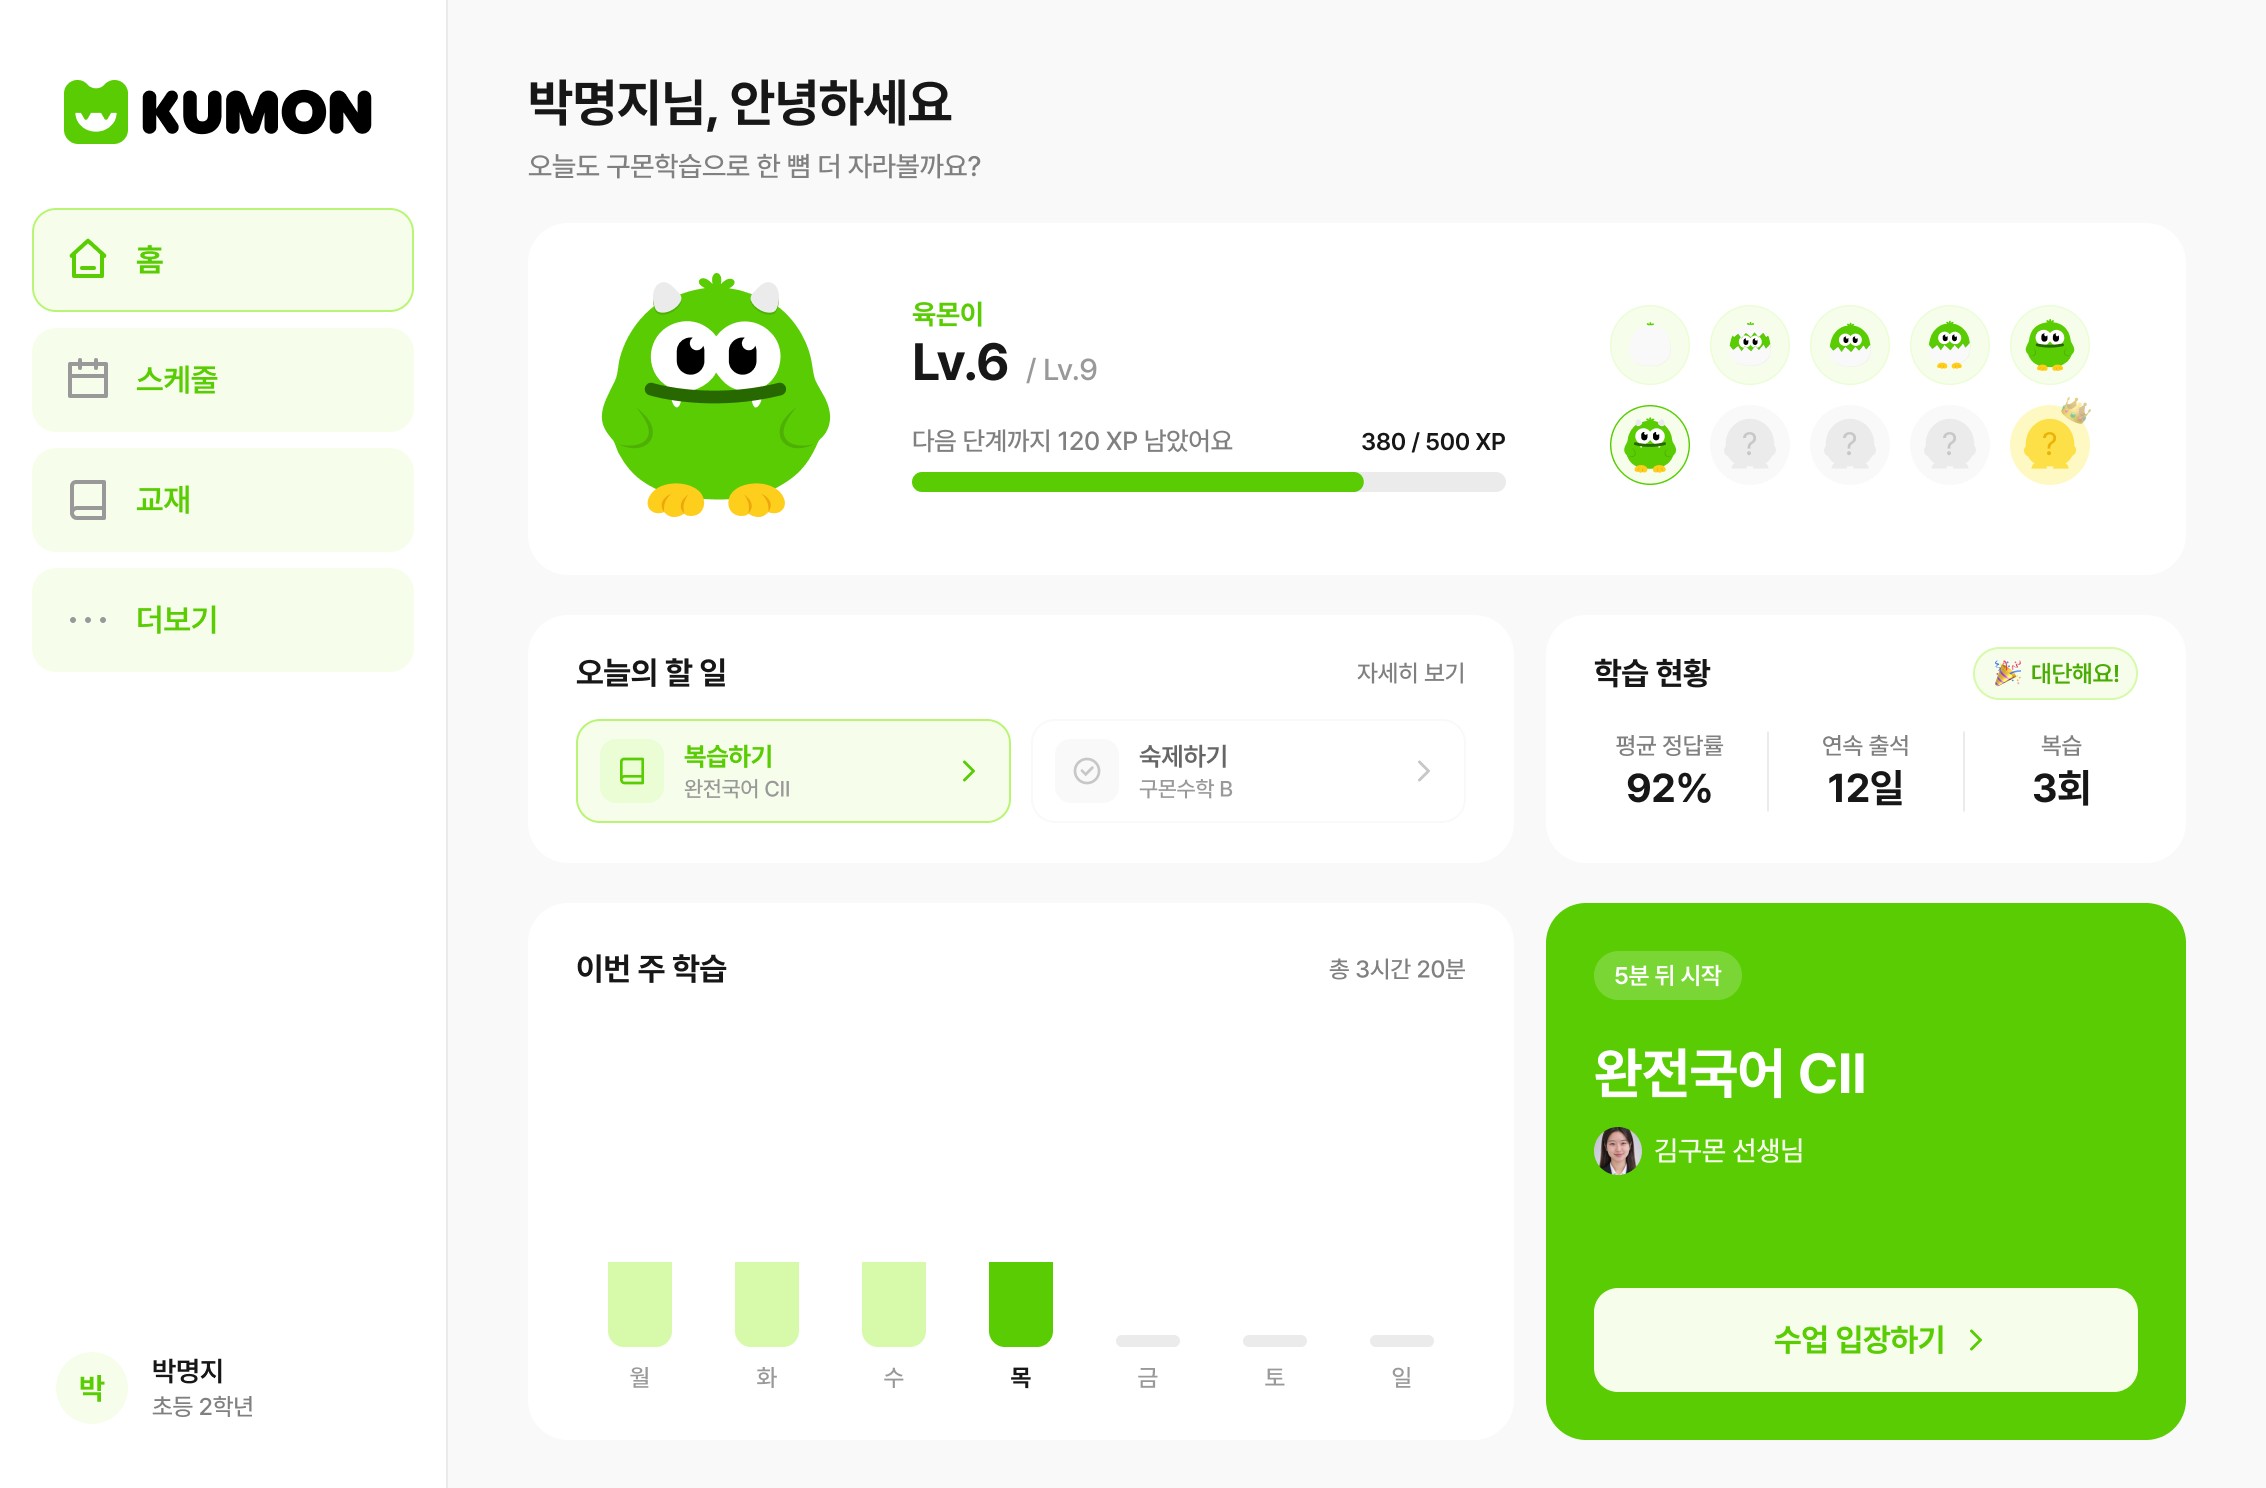 KUMON
홈
스케줄
교재
더보기
박
박명지
초등 2학년
박명지님, 안녕하세요
오늘도 구몬학습으로 한 뼘 더 자라볼까요?
육몬이
Lv.6 / Lv.9
다음 단계까지 120 XP 남았어요 380 / 500 XP
? ? ? ?
오늘의 할 일 자세히 보기
복습하기
완전국어 CII
숙제하기
구몬수학 B
학습 현황 대단해요!
평균 정답률 연속 출석 복습
92% 12일 3회
이번 주 학습 총 3시간 20분
월 화 수 목 금 토 일
5분 뒤 시작
완전국어 CII
김구몬 선생님
수업 입장하기